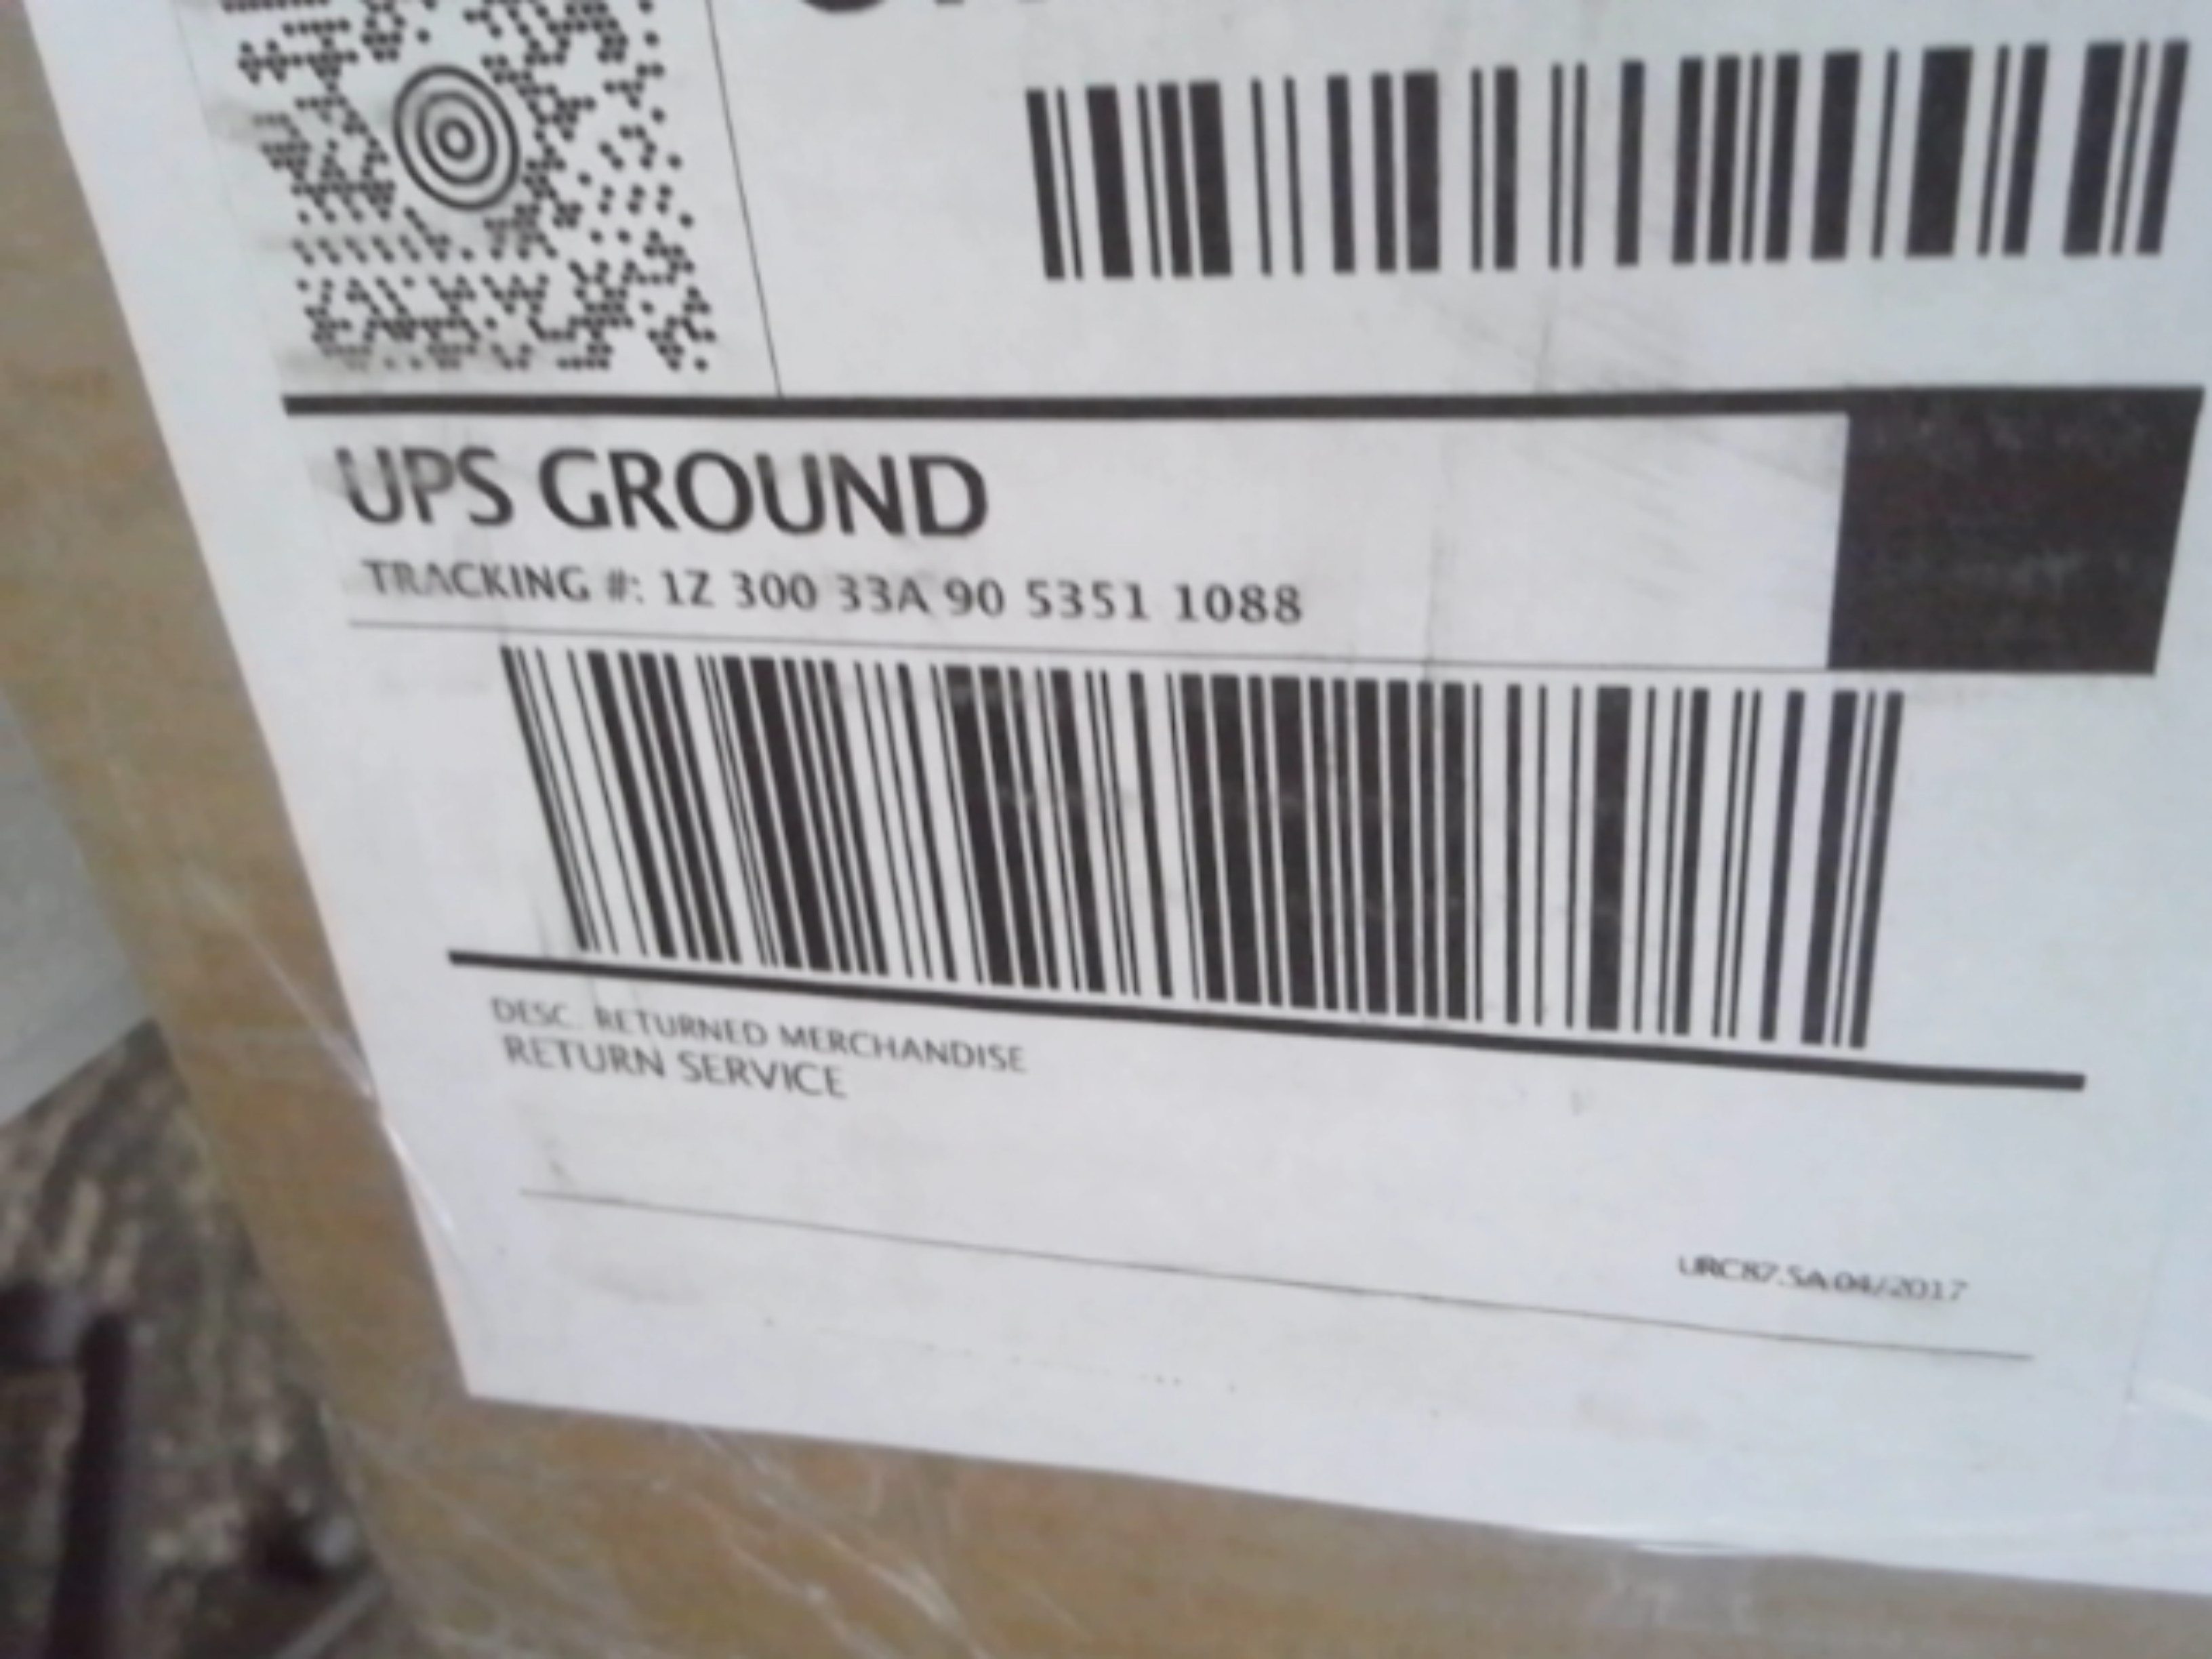 UPS GROUND
TRACKING #: 1Z 300 33A 90 5351 1088
DESC. RETURNED MERCHANDISE
RETURN SERVICE
URC87.5A.04/2017